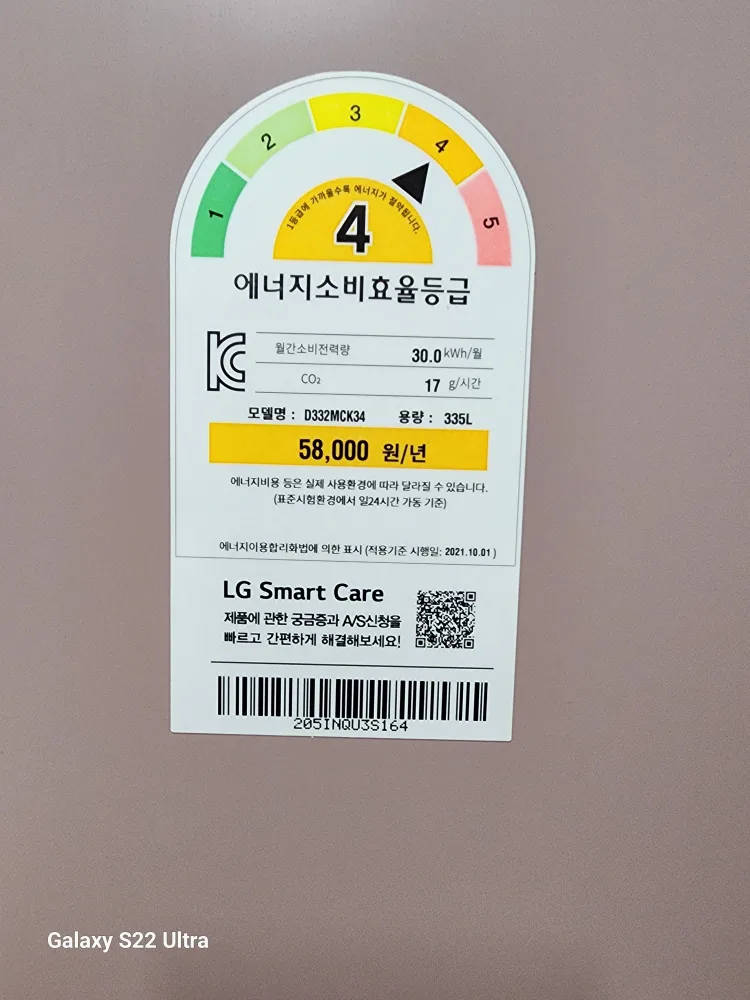 1
2
3
4
5
1등급에 가까울수록 에너지가 절약됩니다.
4
에너지소비효율등급
월간소비전력량 30.0 kWh/월
CO₂ 17 g/시간
모델명 : D332MCK34 용량 : 335L
58,000 원/년
에너지비용 등은 실제 사용환경에 따라 달라질 수 있습니다.
(표준시험환경에서 일24시간 가동 기준)
에너지이용합리화법에 의한 표시 (적용기준 시행일: 2021.10.01)
LG Smart Care
제품에 관한 궁금증과 A/S신청을
빠르고 간편하게 해결해보세요!
205INQU3S164
Galaxy S22 Ultra